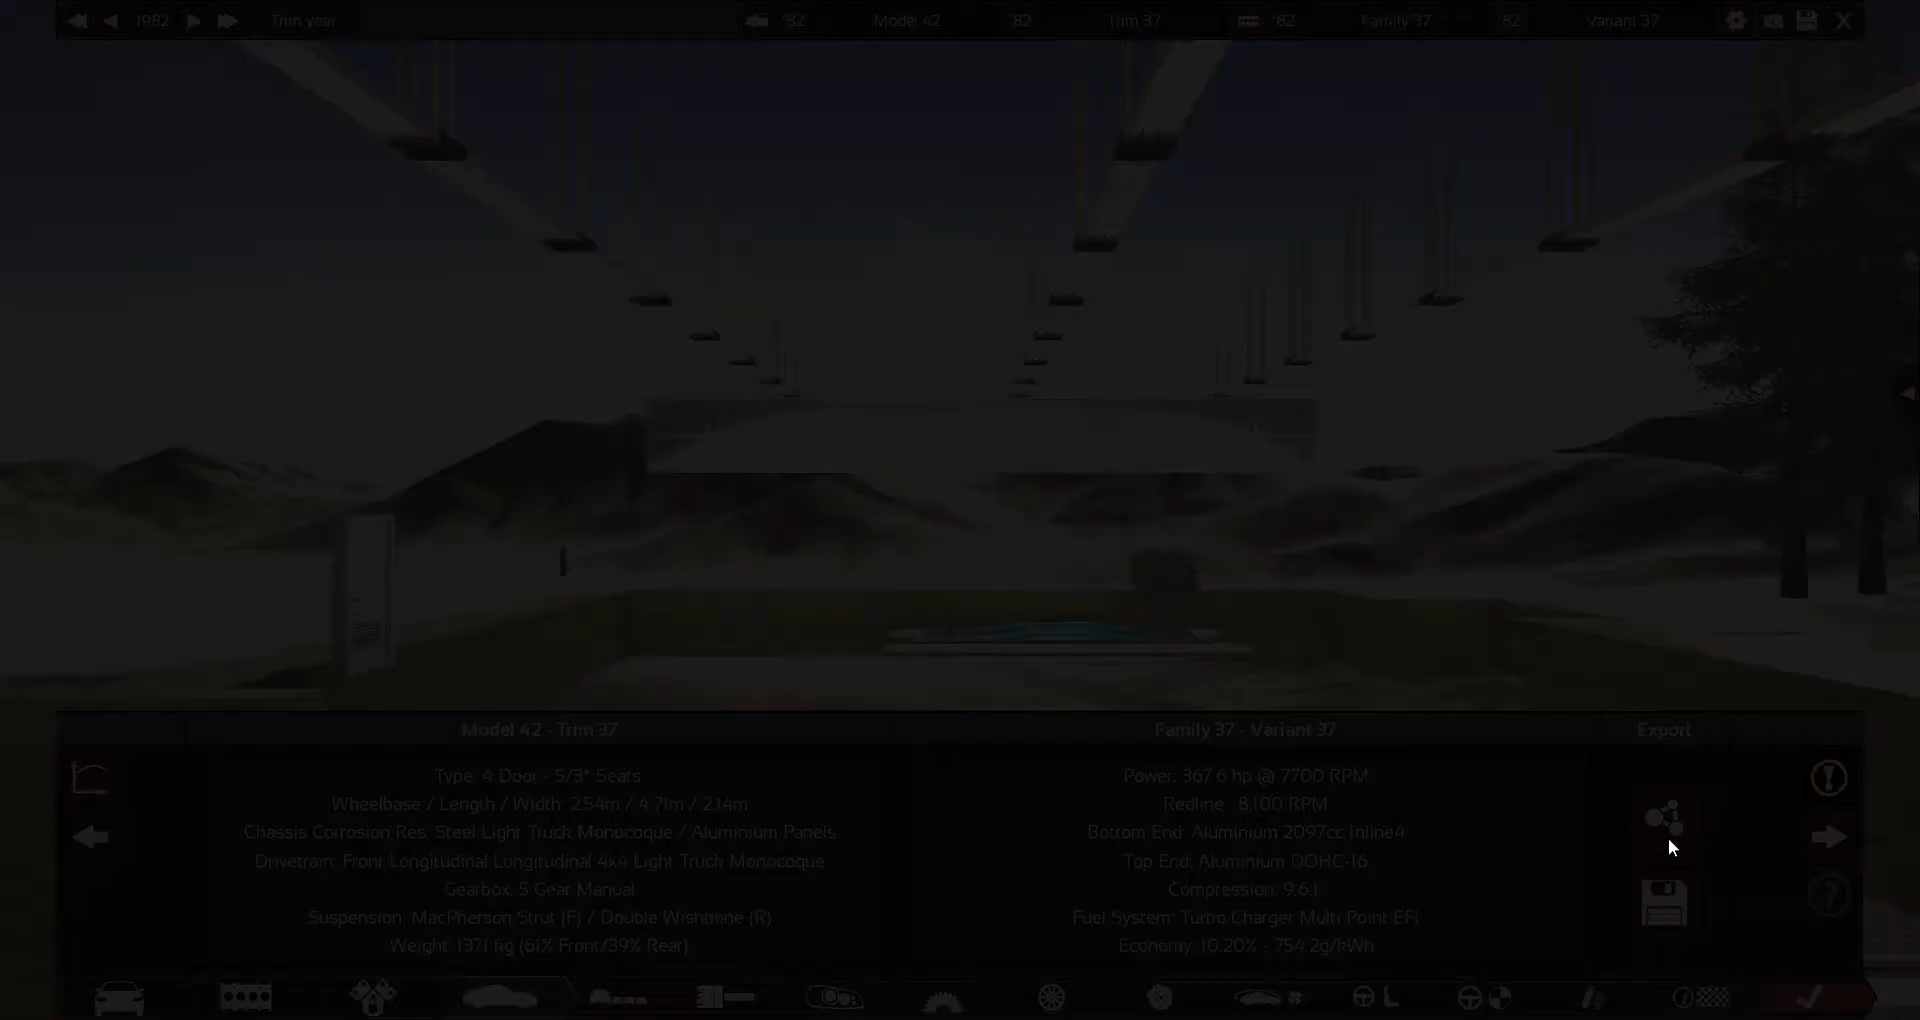 1982 Trim year '82 Model 42 '82 Trim 37 '82 Family 37 '82 Variant 37
Model 42 - Trim 37
Type: 4 Door - 5/3* Seats
Wheelbase / Length / Width: 2.54m / 4.71m / 2.14m
Chassis Corrosion Res. Steel Light Truck Monocoque / Aluminium Panels
Drivetrain: Front Longitudinal Longitudinal 4x4 Light Truck Monocoque
Gearbox: 5 Gear Manual
Suspension: MacPherson Strut (F) / Double Wishbone (R)
Weight: 1371 kg (61% Front/39% Rear)
Family 37 - Variant 37
Power: 367.6 hp @ 7700 RPM
Redline : 8,100 RPM
Bottom End: Aluminium 2097cc Inline4
Top End: Aluminium DOHC-16
Compression: 9.6:1
Fuel System: Turbo Charger Multi Point EFI
Economy: 10.20% - 754.2g/kWh
Export